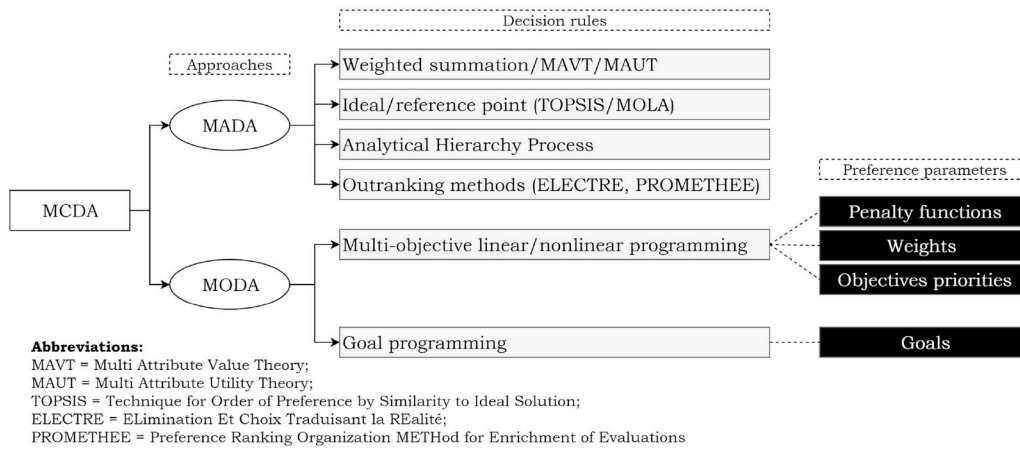 Decision rules
Approaches
Weighted summation/MAVT/MAUT
Ideal/reference point (TOPSIS/MOLA)
MADA
Analytical Hierarchy Process
Outranking methods (ELECTRE, PROMETHEE)
Preference parameters
MCDA
Penalty functions
Multi-objective linear/nonlinear programming
Weights
Objectives priorities
MODA
Goal programming
Goals
Abbreviations:
MAVT = Multi Attribute Value Theory;
MAUT = Multi Attribute Utility Theory;
TOPSIS = Technique for Order of Preference by Similarity to Ideal Solution;
ELECTRE = ELimination Et Choix Traduisant la REalité;
PROMETHEE = Preference Ranking Organization METHod for Enrichment of Evaluations